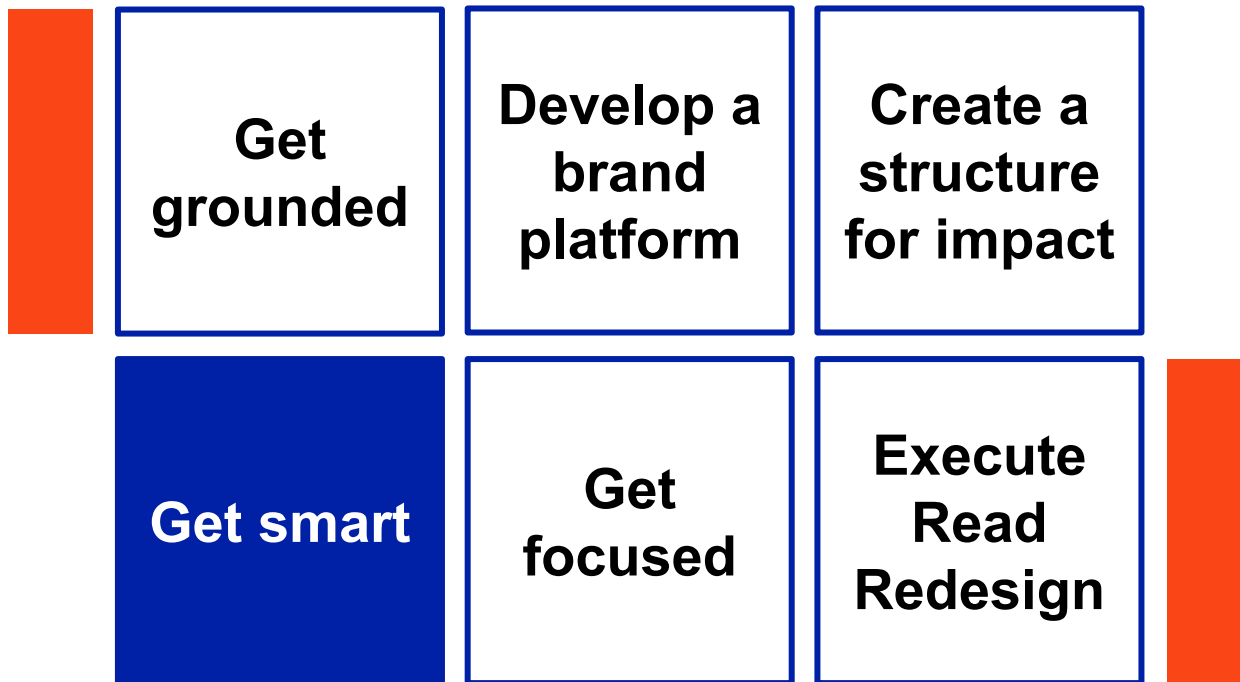 Get
grounded
Develop a
brand
platform
Create a
structure
for impact
Get smart
Get
focused
Execute
Read
Redesign